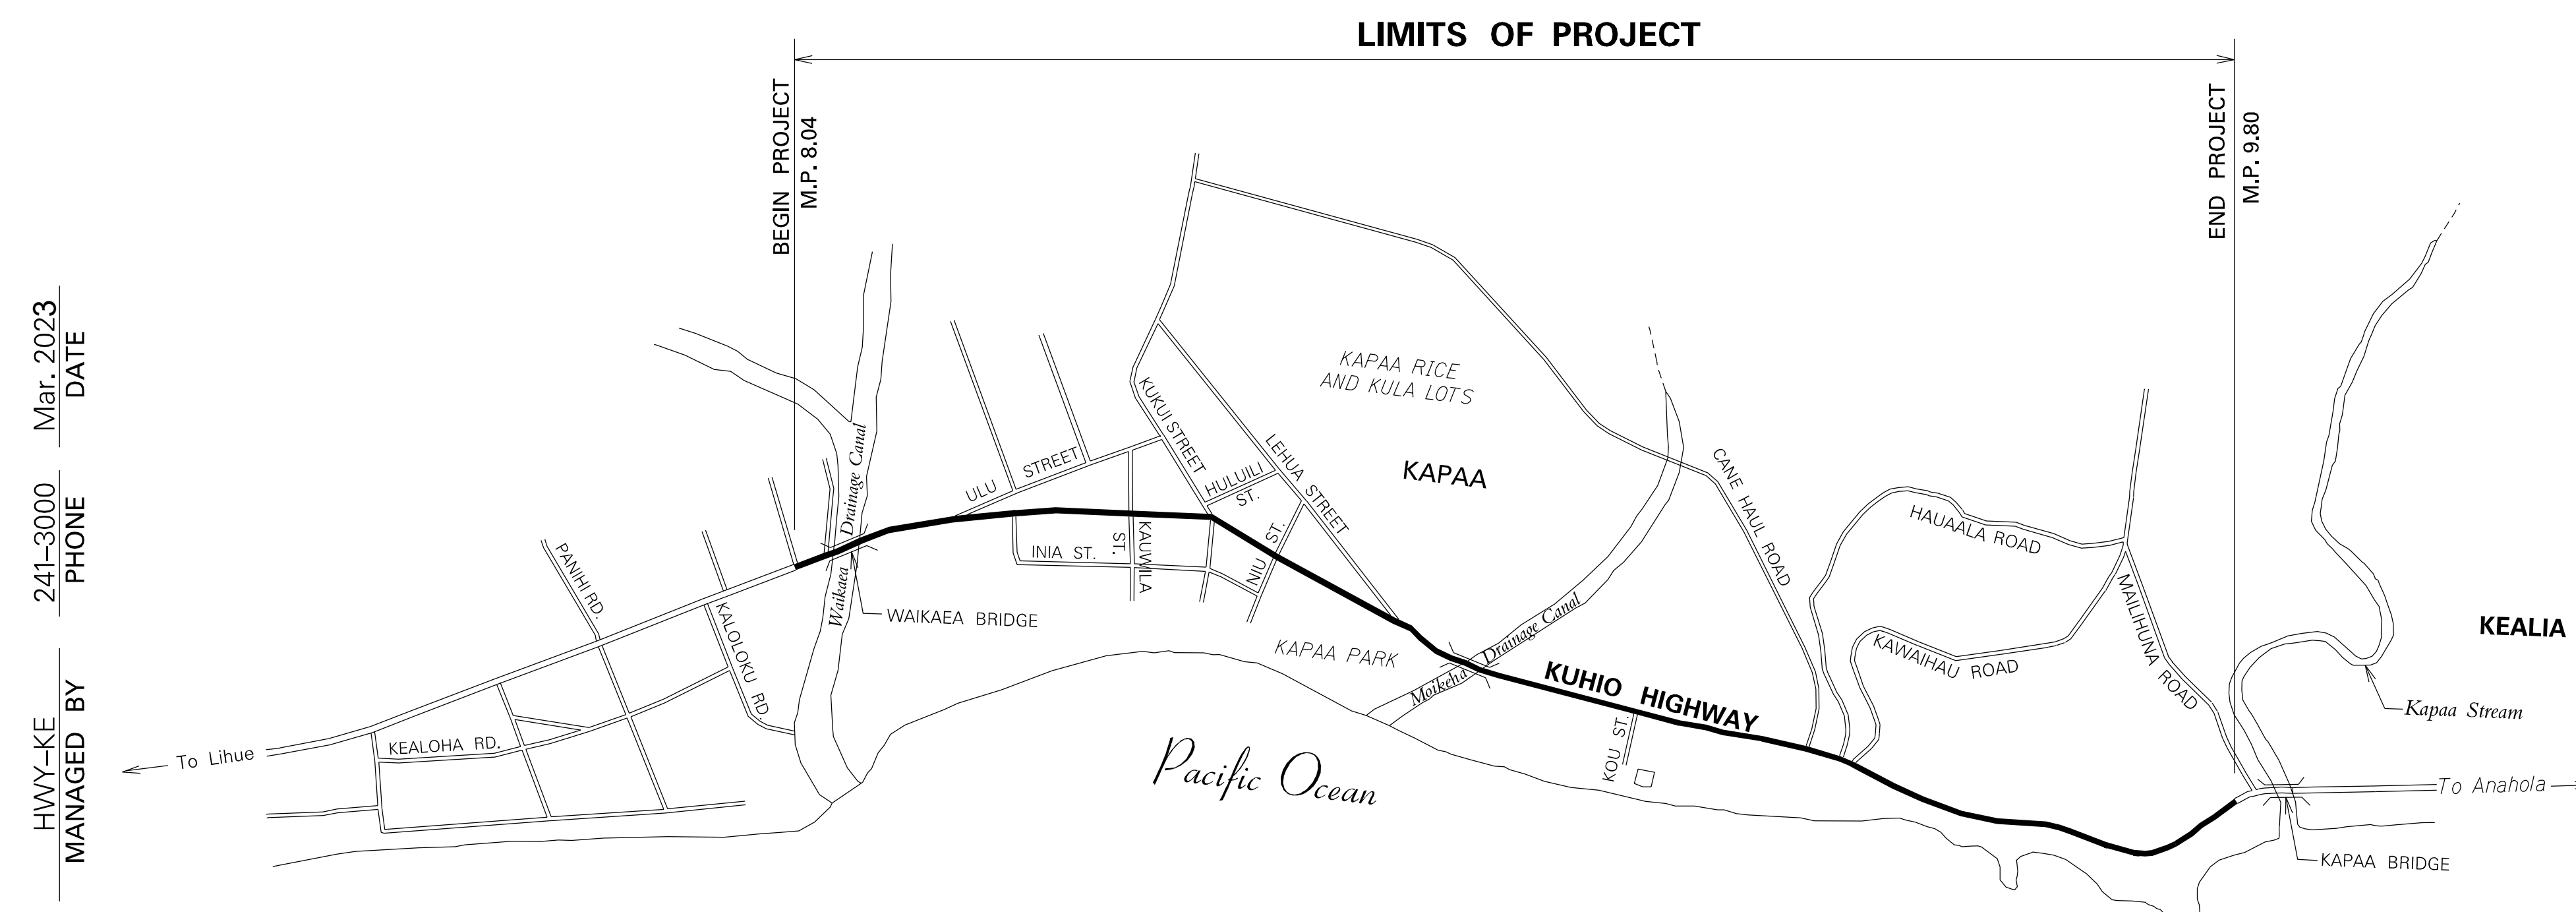 LIMITS OF PROJECT
BEGIN PROJECT
M.P. 8.04
END PROJECT
M.P. 9.80
Mar. 2023
DATE
241-3000
PHONE
HWY-KE
MANAGED BY
KAPAA RICE
AND KULA LOTS
KAPAA
KUKUI STREET
LEHUA STREET
HULUILI
ST.
ULU STREET
Waikaea Drainage Canal
CANE HAUL ROAD
HAUAALA ROAD
KAWAIHAU ROAD
MAILIHUNA ROAD
PANIHI RD.
KALOLOKU RD.
INIA ST.
KAUWILA
ST.
NIU ST.
WAIKAEA BRIDGE
KAPAA PARK
Moikeha Drainage Canal
KUHIO HIGHWAY
KOU ST.
KEALIA
Kapaa Stream
KEALOHA RD.
To Lihue
Pacific Ocean
To Anahola
KAPAA BRIDGE